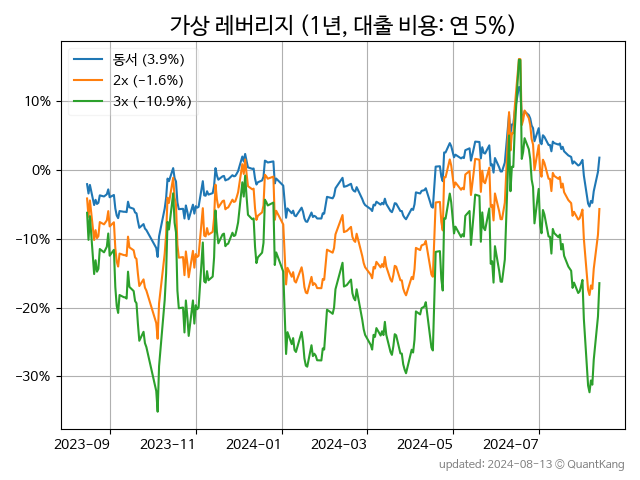 가상 레버리지 (1년, 대출 비용: 연 5%)
동서 (3.9%)
2x (−1.6%)
3x (−10.9%)
10%
0%
−10%
−20%
−30%
2023-09
2023-11
2024-01
2024-03
2024-05
2024-07
updated: 2024-08-13 © QuantKang